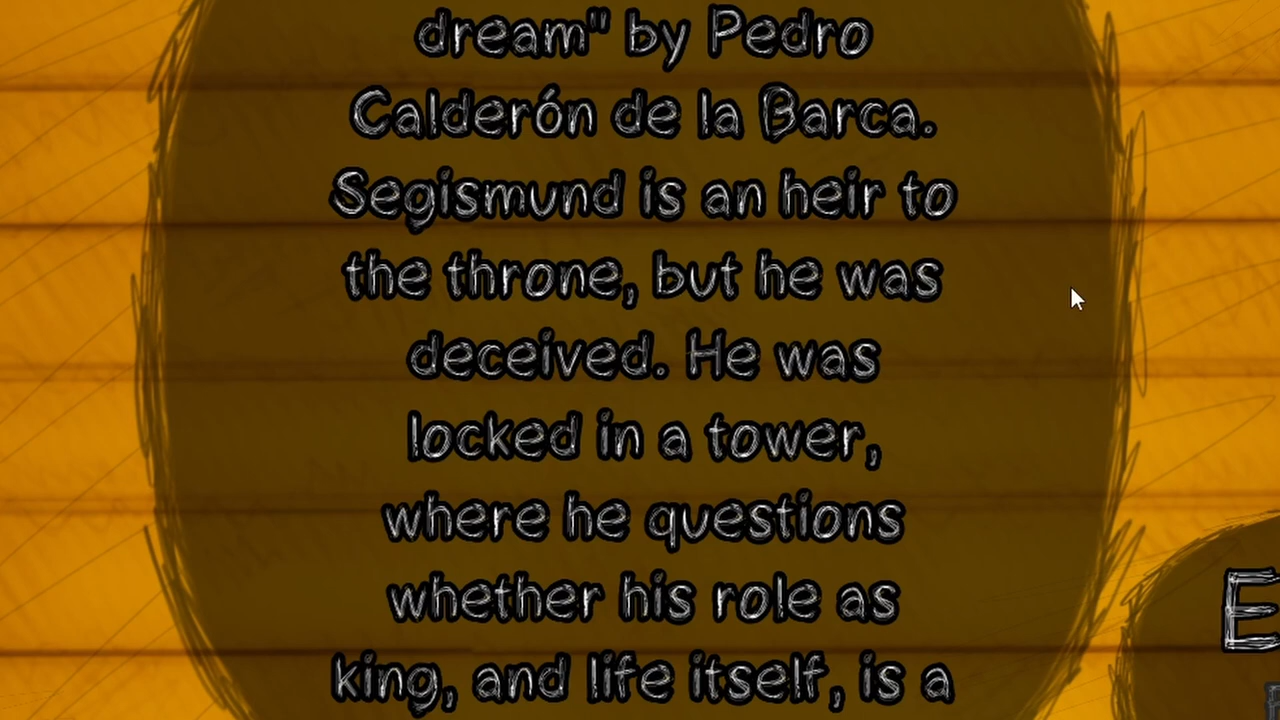 dream" by Pedro
Calderón de la Barca.
Segismund is an heir to
the throne, but he was
deceived. He was
locked in a tower,
where he questions
whether his role as
king, and life itself, is a
E